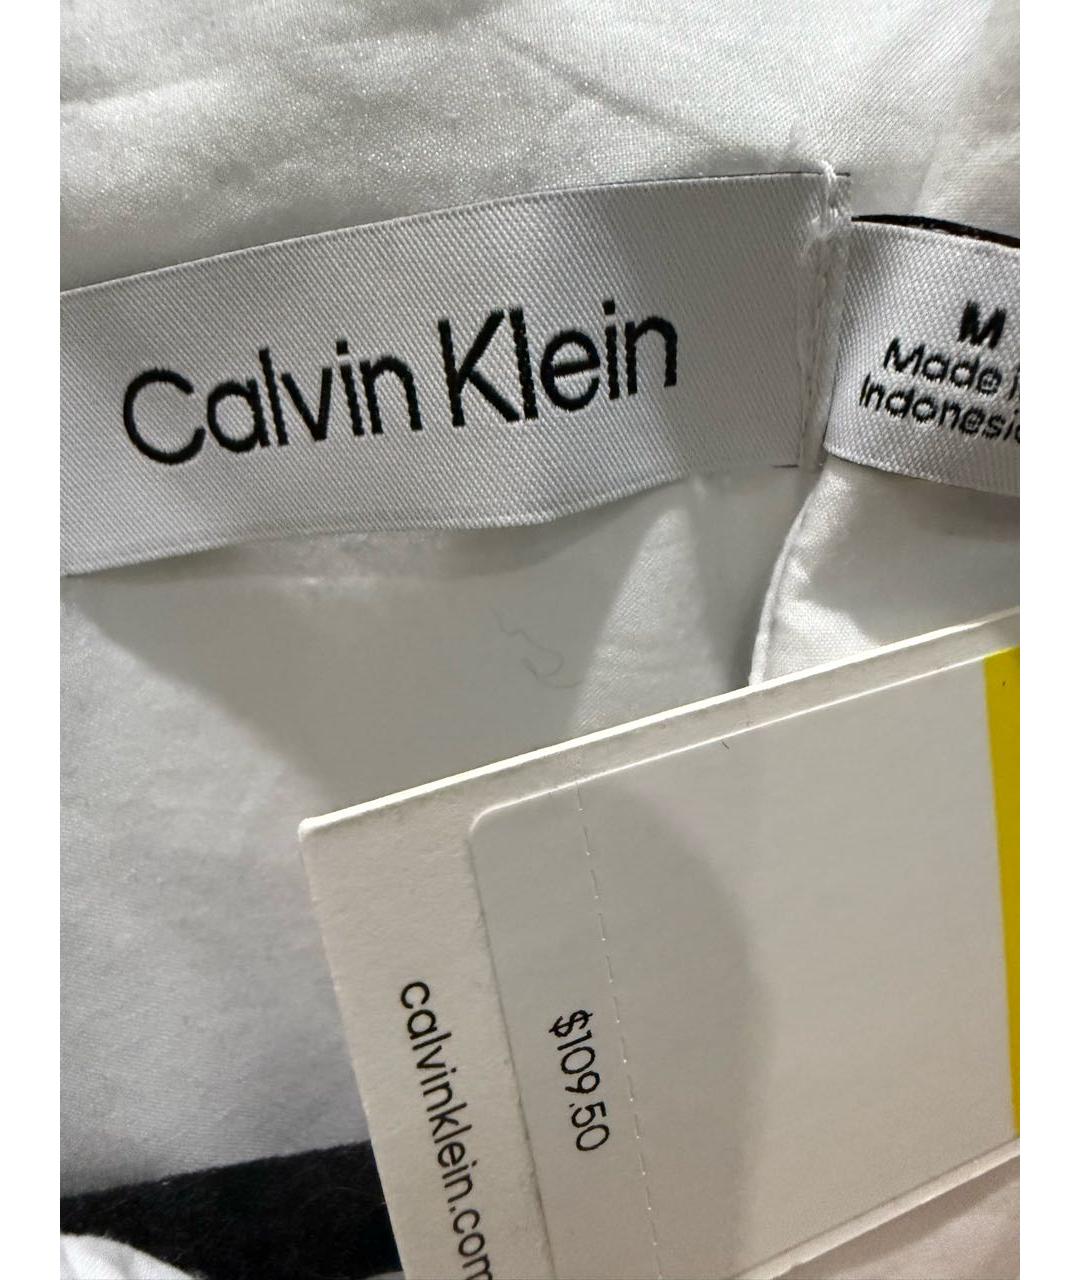 Calvin Klein
M
Made i
Indonesi
calvinklein.com
$109.50